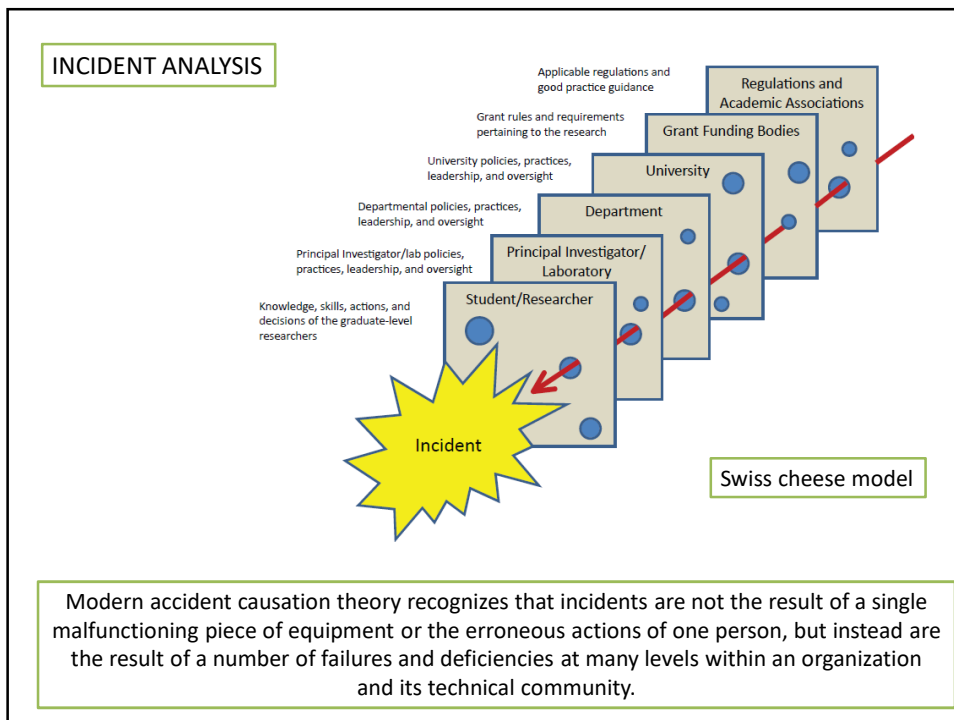 INCIDENT ANALYSIS
Applicable regulations and
good practice guidance
Regulations and
Academic Associations
Grant rules and requirements
pertaining to the research
Grant Funding Bodies
University policies, practices,
leadership, and oversight
University
Departmental policies, practices,
leadership, and oversight
Department
Principal Investigator/lab policies,
practices, leadership, and oversight
Principal Investigator/
Laboratory
Knowledge, skills, actions, and
decisions of the graduate-level
researchers
Student/Researcher
Incident
Swiss cheese model
Modern accident causation theory recognizes that incidents are not the result of a single
malfunctioning piece of equipment or the erroneous actions of one person, but instead are
the result of a number of failures and deficiencies at many levels within an organization
and its technical community.